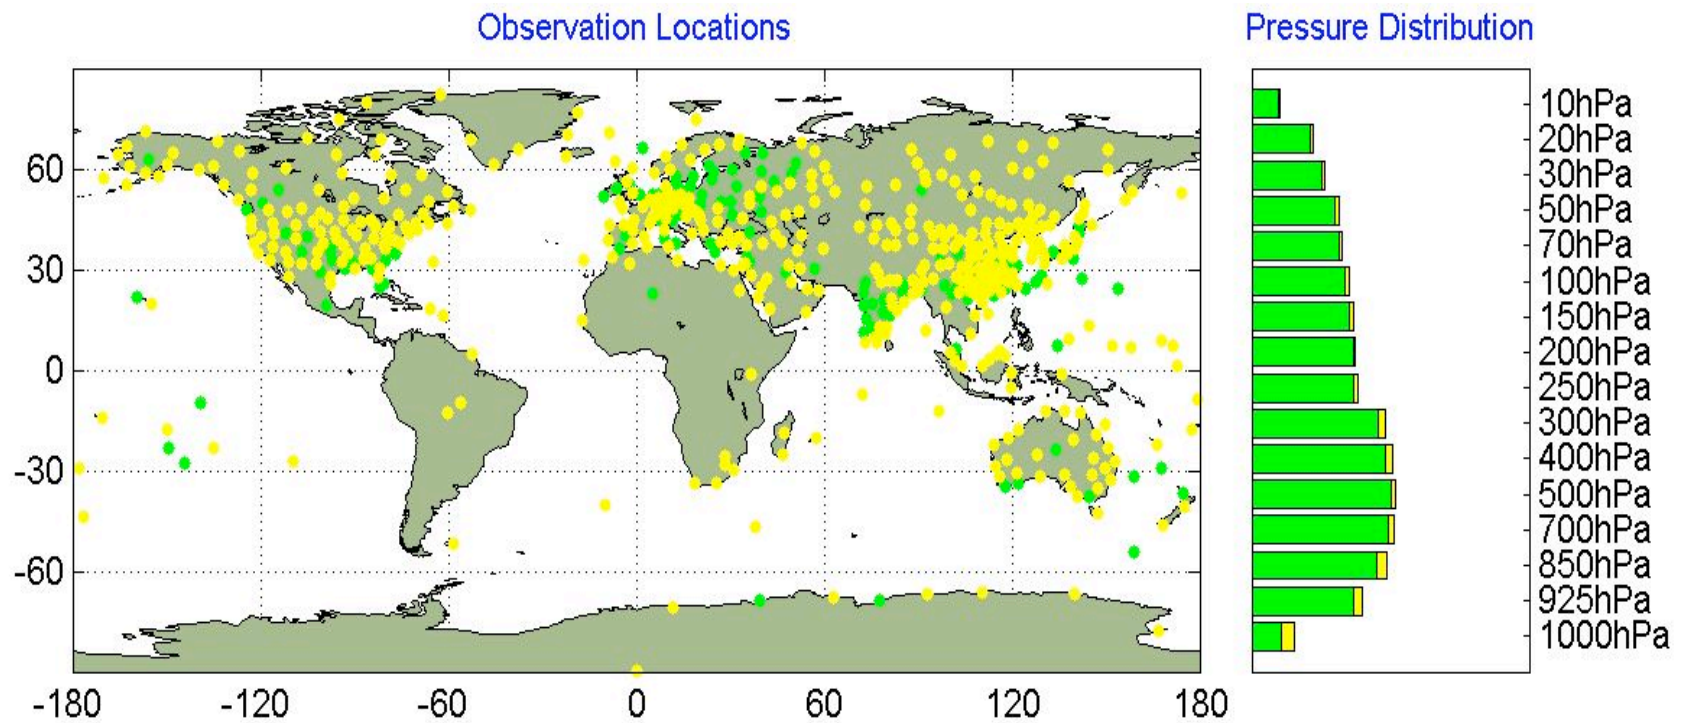 Observation Locations
Pressure Distribution
60
30
0
-30
-60
-180 -120 -60 0 60 120 180
10hPa
20hPa
30hPa
50hPa
70hPa
100hPa
150hPa
200hPa
250hPa
300hPa
400hPa
500hPa
700hPa
850hPa
925hPa
1000hPa